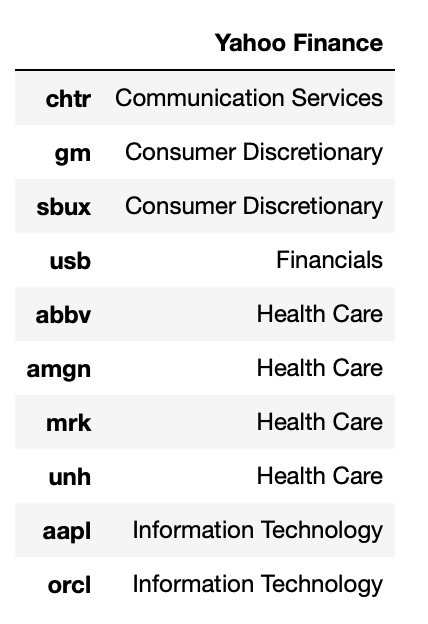 Yahoo Finance
chtr Communication Services
gm Consumer Discretionary
sbux Consumer Discretionary
usb Financials
abbv Health Care
amgn Health Care
mrk Health Care
unh Health Care
aapl Information Technology
orcl Information Technology